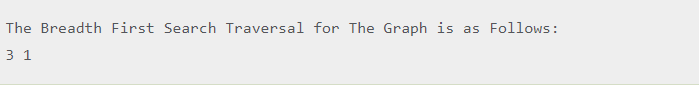 The Breadth First Search Traversal for The Graph is as Follows:
3 1